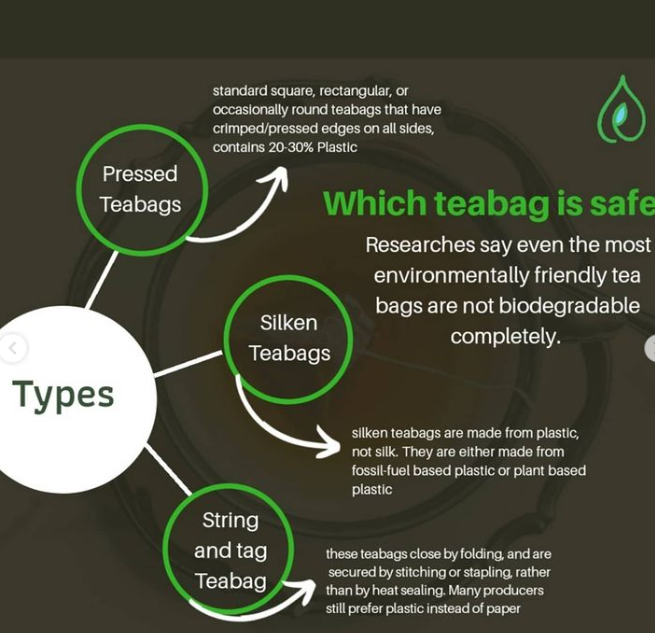 standard square, rectangular, or
occasionally round teabags that have
crimped/pressed edges on all sides,
contains 20-30% Plastic
Pressed
Teabags
Which teabag is safe
Researches say even the most
environmentally friendly tea
bags are not biodegradable
completely.
Silken
Teabags
Types
silken teabags are made from plastic,
not silk. They are either made from
fossil-fuel based plastic or plant based
plastic
String
and tag
Teabag
these teabags close by folding, and are
secured by stitching or stapling, rather
than by heat sealing. Many producers
still prefer plastic instead of paper